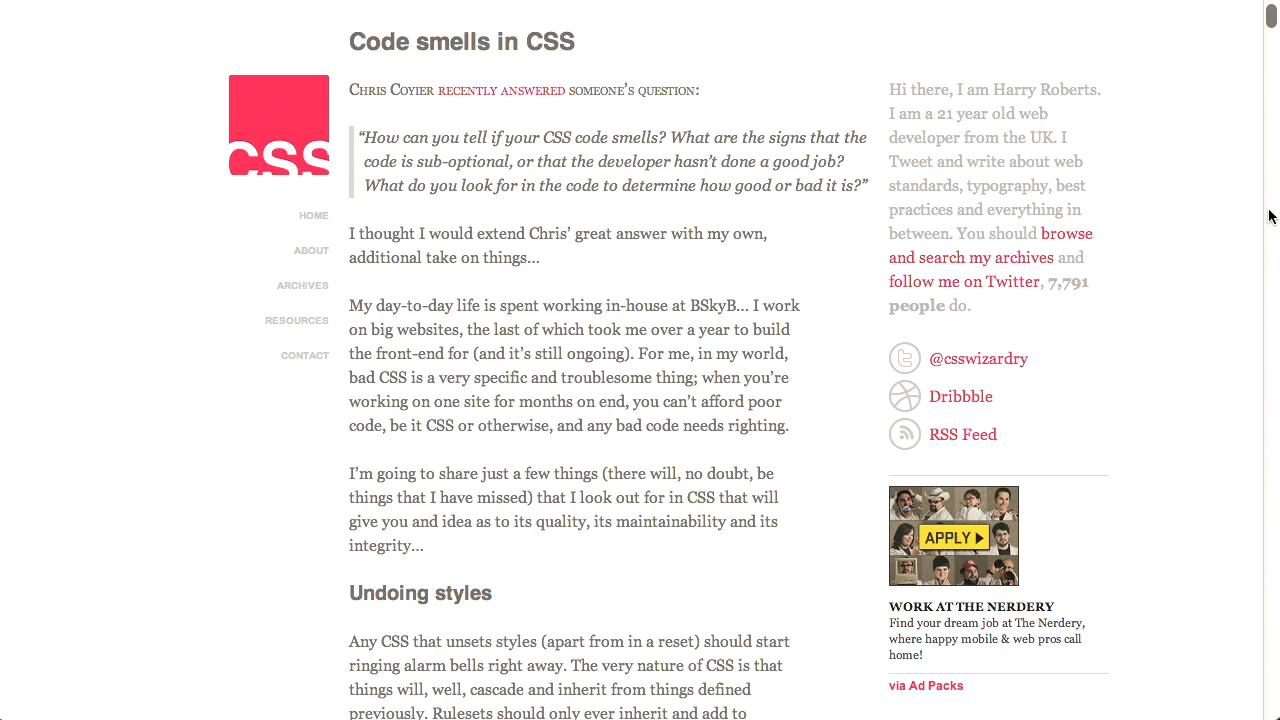 Code smells in CSS
CSS
HOME
ABOUT
ARCHIVES
RESOURCES
CONTACT
Chris Coyier recently answered someone’s question:
“How can you tell if your CSS code smells? What are the signs that the
code is sub-optional, or that the developer hasn’t done a good job?
What do you look for in the code to determine how good or bad it is?”
I thought I would extend Chris’ great answer with my own,
additional take on things…
My day-to-day life is spent working in-house at BSkyB… I work
on big websites, the last of which took me over a year to build
the front-end for (and it’s still ongoing). For me, in my world,
bad CSS is a very specific and troublesome thing; when you’re
working on one site for months on end, you can’t afford poor
code, be it CSS or otherwise, and any bad code needs righting.
I’m going to share just a few things (there will, no doubt, be
things that I have missed) that I look out for in CSS that will
give you and idea as to its quality, its maintainability and its
integrity…
Undoing styles
Any CSS that unsets styles (apart from in a reset) should start
ringing alarm bells right away. The very nature of CSS is that
things will, well, cascade and inherit from things defined
previously. Rulesets should only ever inherit and add to
Hi there, I am Harry Roberts.
I am a 21 year old web
developer from the UK. I
Tweet and write about web
standards, typography, best
practices and everything in
between. You should browse
and search my archives and
follow me on Twitter, 7,791
people do.
@csswizardry
Dribbble
RSS Feed
APPLY
WORK AT THE NERDERY
Find your dream job at The Nerdery,
where happy mobile & web pros call
home!
via Ad Packs